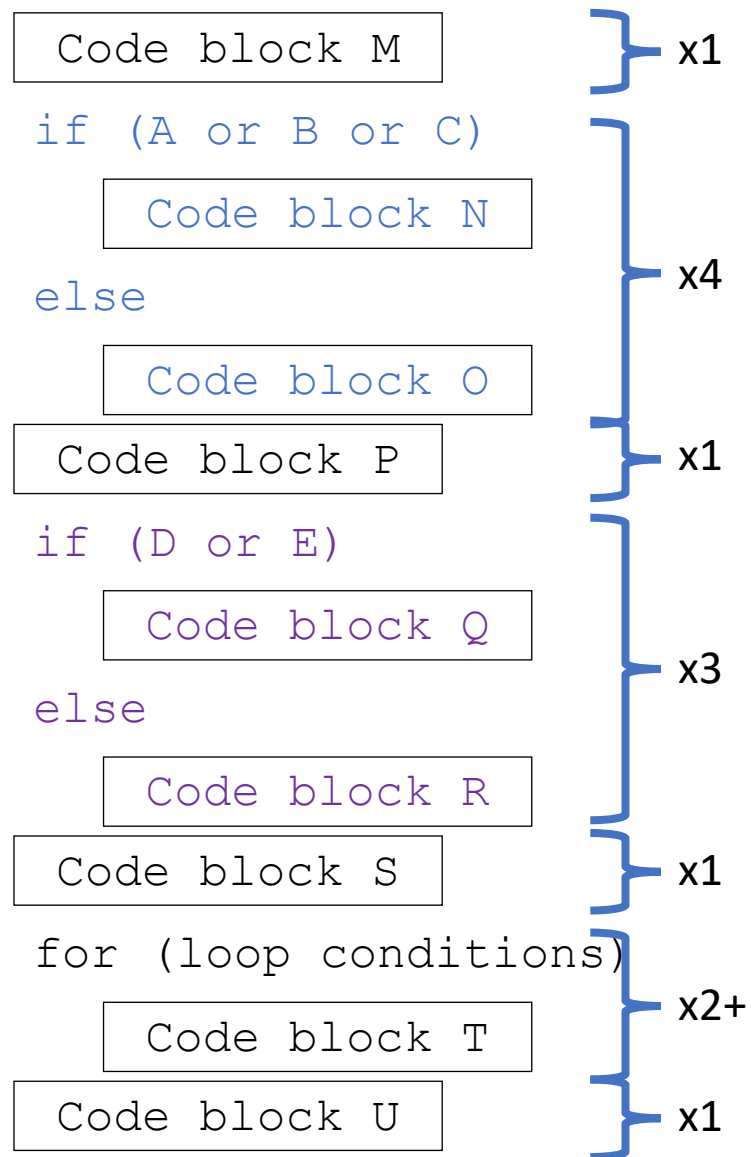 Code block M x1
if (A or B or C)
Code block N
x4
else
Code block O
Code block P x1
if (D or E)
Code block Q
x3
else
Code block R
Code block S x1
for (loop conditions)
x2+
Code block T
Code block U x1